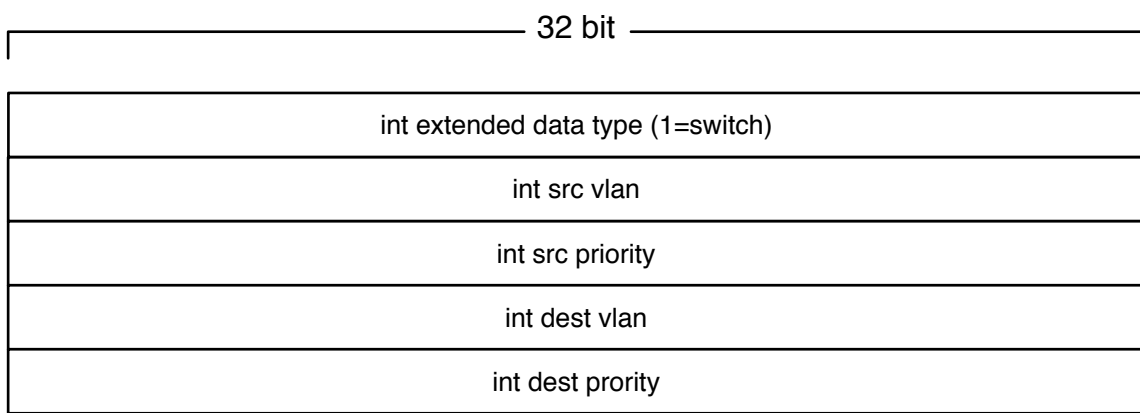 32 bit
int extended data type (1=switch)
int src vlan
int src priority
int dest vlan
int dest prority